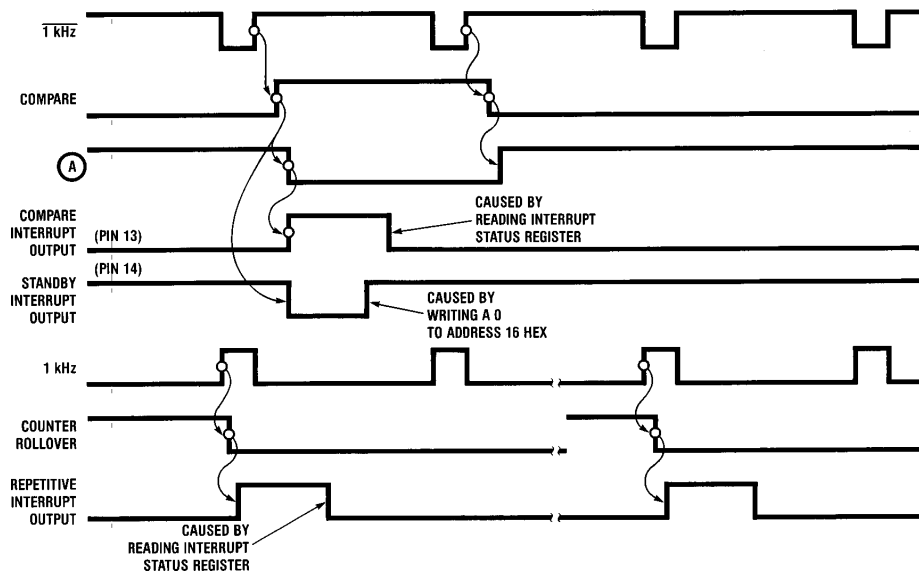 1 kHz
COMPARE
A
COMPARE
INTERRUPT
OUTPUT
(PIN 13)
CAUSED BY
READING INTERRUPT
STATUS REGISTER
(PIN 14)
STANDBY
INTERRUPT
OUTPUT
CAUSED BY
WRITING A 0
TO ADDRESS 16 HEX
1 kHz
COUNTER
ROLLOVER
REPETITIVE
INTERRUPT
OUTPUT
CAUSED BY
READING INTERRUPT
STATUS REGISTER